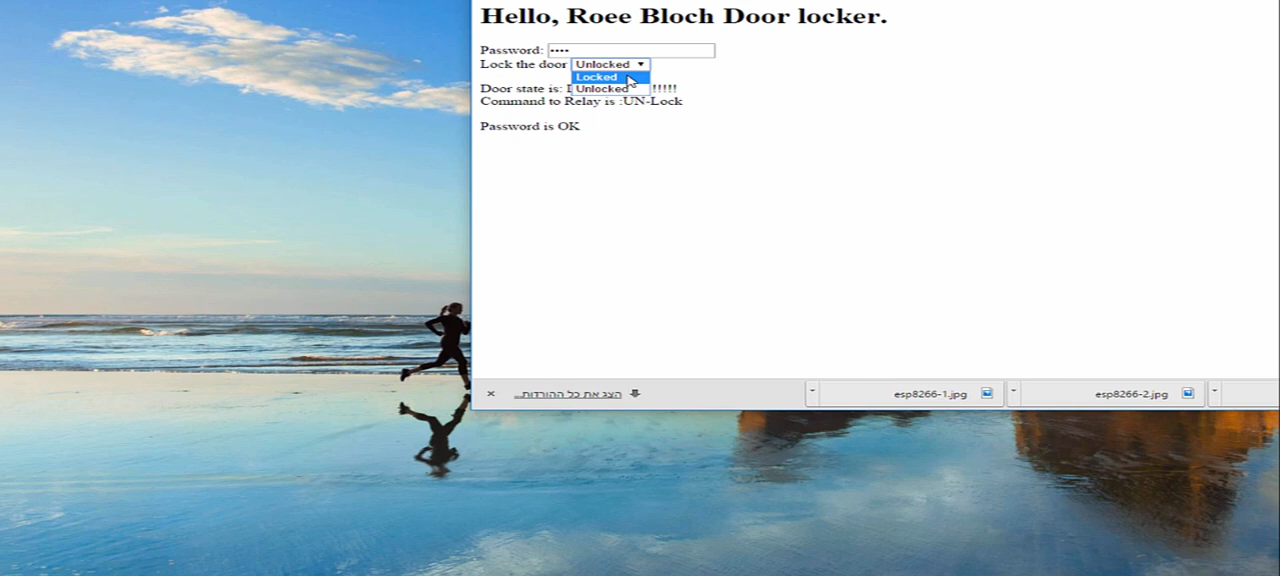 Hello, Roee Bloch Door locker.
Password: ••••
Lock the door Unlocked
Locked
Unlocked
Door state is: !!!!!
Command to Relay is :UN-Lock
Password is OK
הצג את כל ההורדות...
esp8266-1.jpg
esp8266-2.jpg